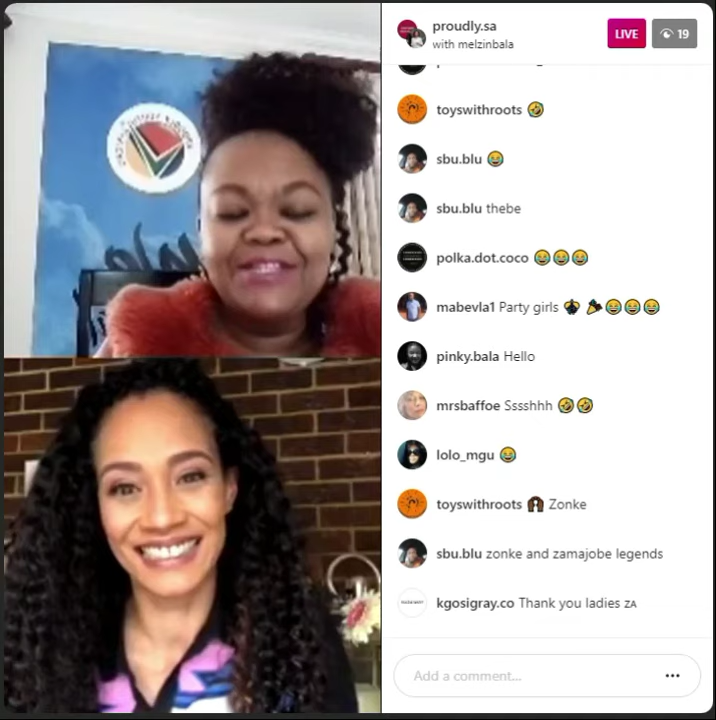 proudly.sa
with melzinbala
LIVE
19
toyswithroots 🤣
sbu.blu 😂
sbu.blu thebe
polka.dot.coco 😂😂😂
mabevla1 Party girls 💃🎉😂😂😂
pinky.bala Hello
mrsbaffoe Sssshhh 🤣🤣
lolo_mgu 😂
toyswithroots Zonke
sbu.blu zonke and zamajobe legends
kgosigray.co Thank you ladies ZA
Add a comment...